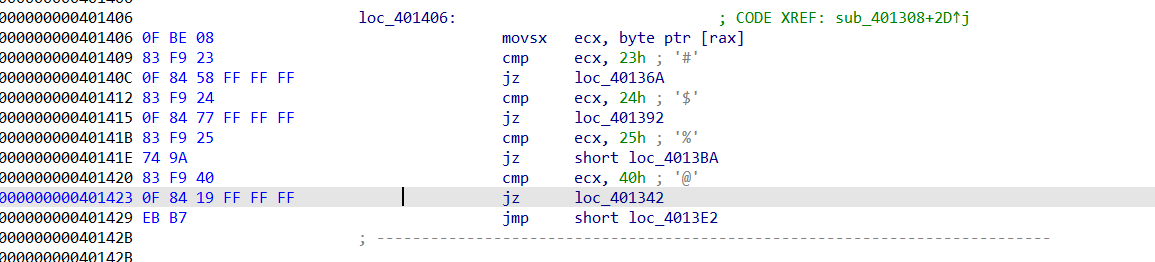 000000000401406
000000000401406 loc_401406: ; CODE XREF: sub_401308+2D↑j
000000000401406 0F BE 08 movsx ecx, byte ptr [rax]
000000000401409 83 F9 23 cmp ecx, 23h ; '#'
00000000040140C 0F 84 58 FF FF FF jz loc_40136A
000000000401412 83 F9 24 cmp ecx, 24h ; '$'
000000000401415 0F 84 77 FF FF FF jz loc_401392
00000000040141B 83 F9 25 cmp ecx, 25h ; '%'
00000000040141E 74 9A jz short loc_4013BA
000000000401420 83 F9 40 cmp ecx, 40h ; '@'
000000000401423 0F 84 19 FF FF FF jz loc_401342
000000000401429 EB B7 jmp short loc_4013E2
00000000040142B ; ---------------------------------------------------------------------------
00000000040142B